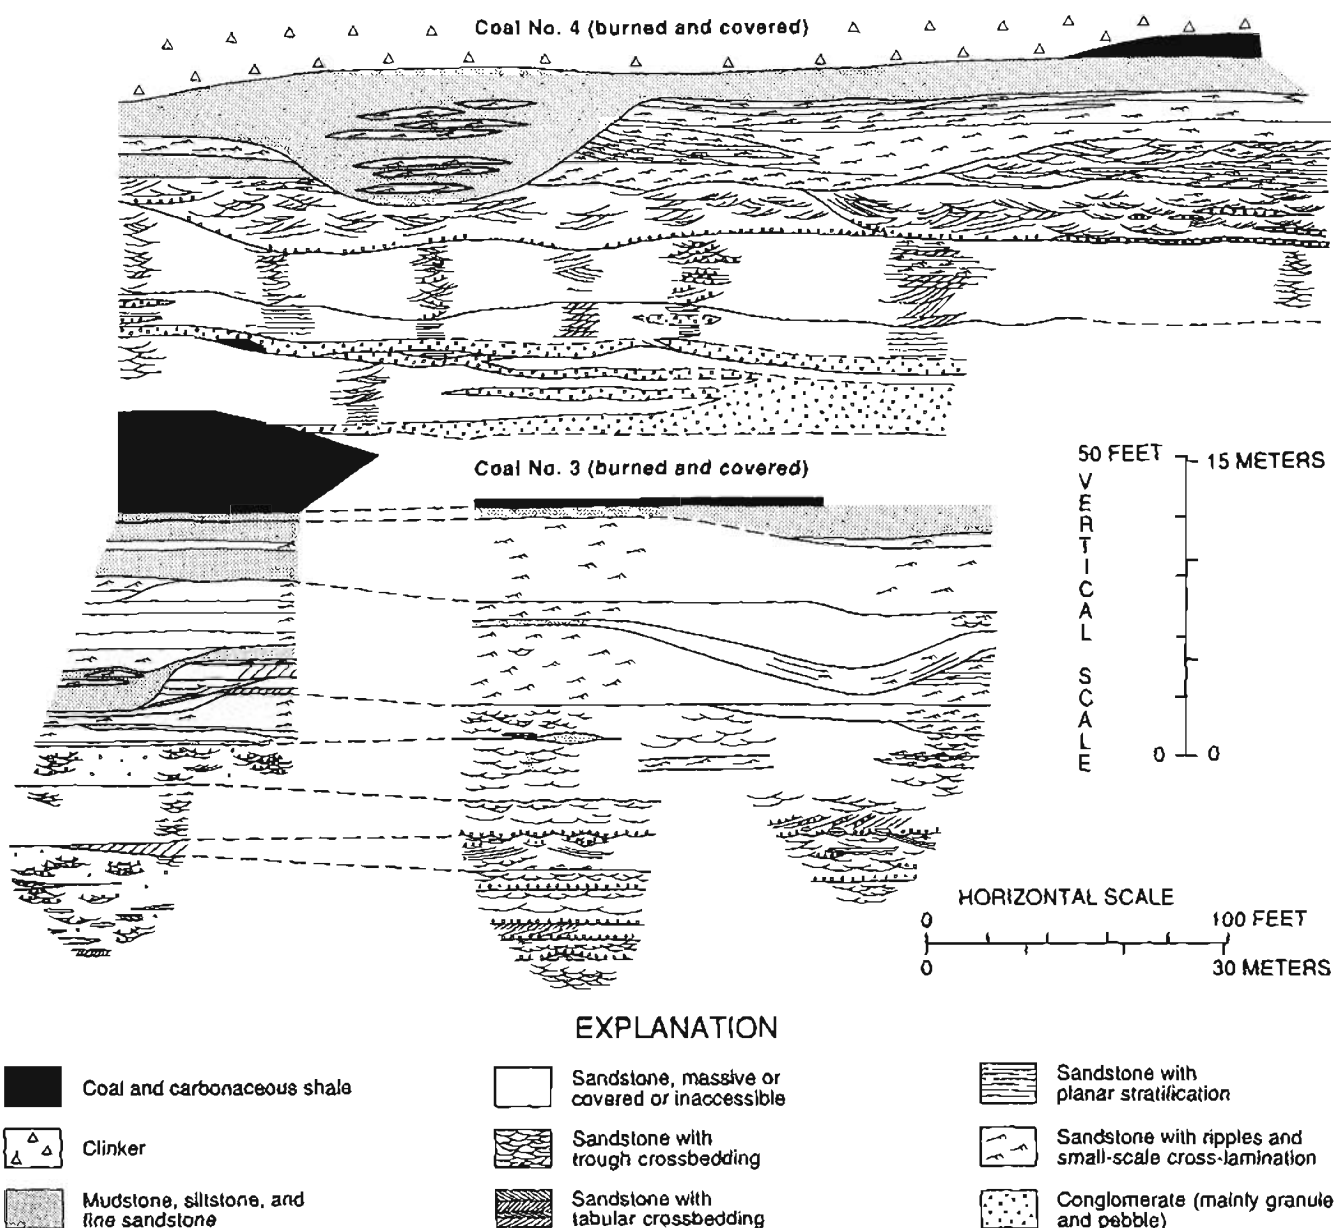 Coal No. 4 (burned and covered)
Coal No. 3 (burned and covered)
50 FEET
15 METERS
VERTICAL SCALE
0
0
HORIZONTAL SCALE
0
100 FEET
0
30 METERS
EXPLANATION
Coal and carbonaceous shale
Clinker
Mudstone, siltstone, and
fine sandstone
Sandstone, massive or
covered or inaccessible
Sandstone with
trough crossbedding
Sandstone with
tabular crossbedding
Sandstone with
planar stratification
Sandstone with ripples and
small-scale cross-lamination
Conglomerate (mainly granule
and pebble)